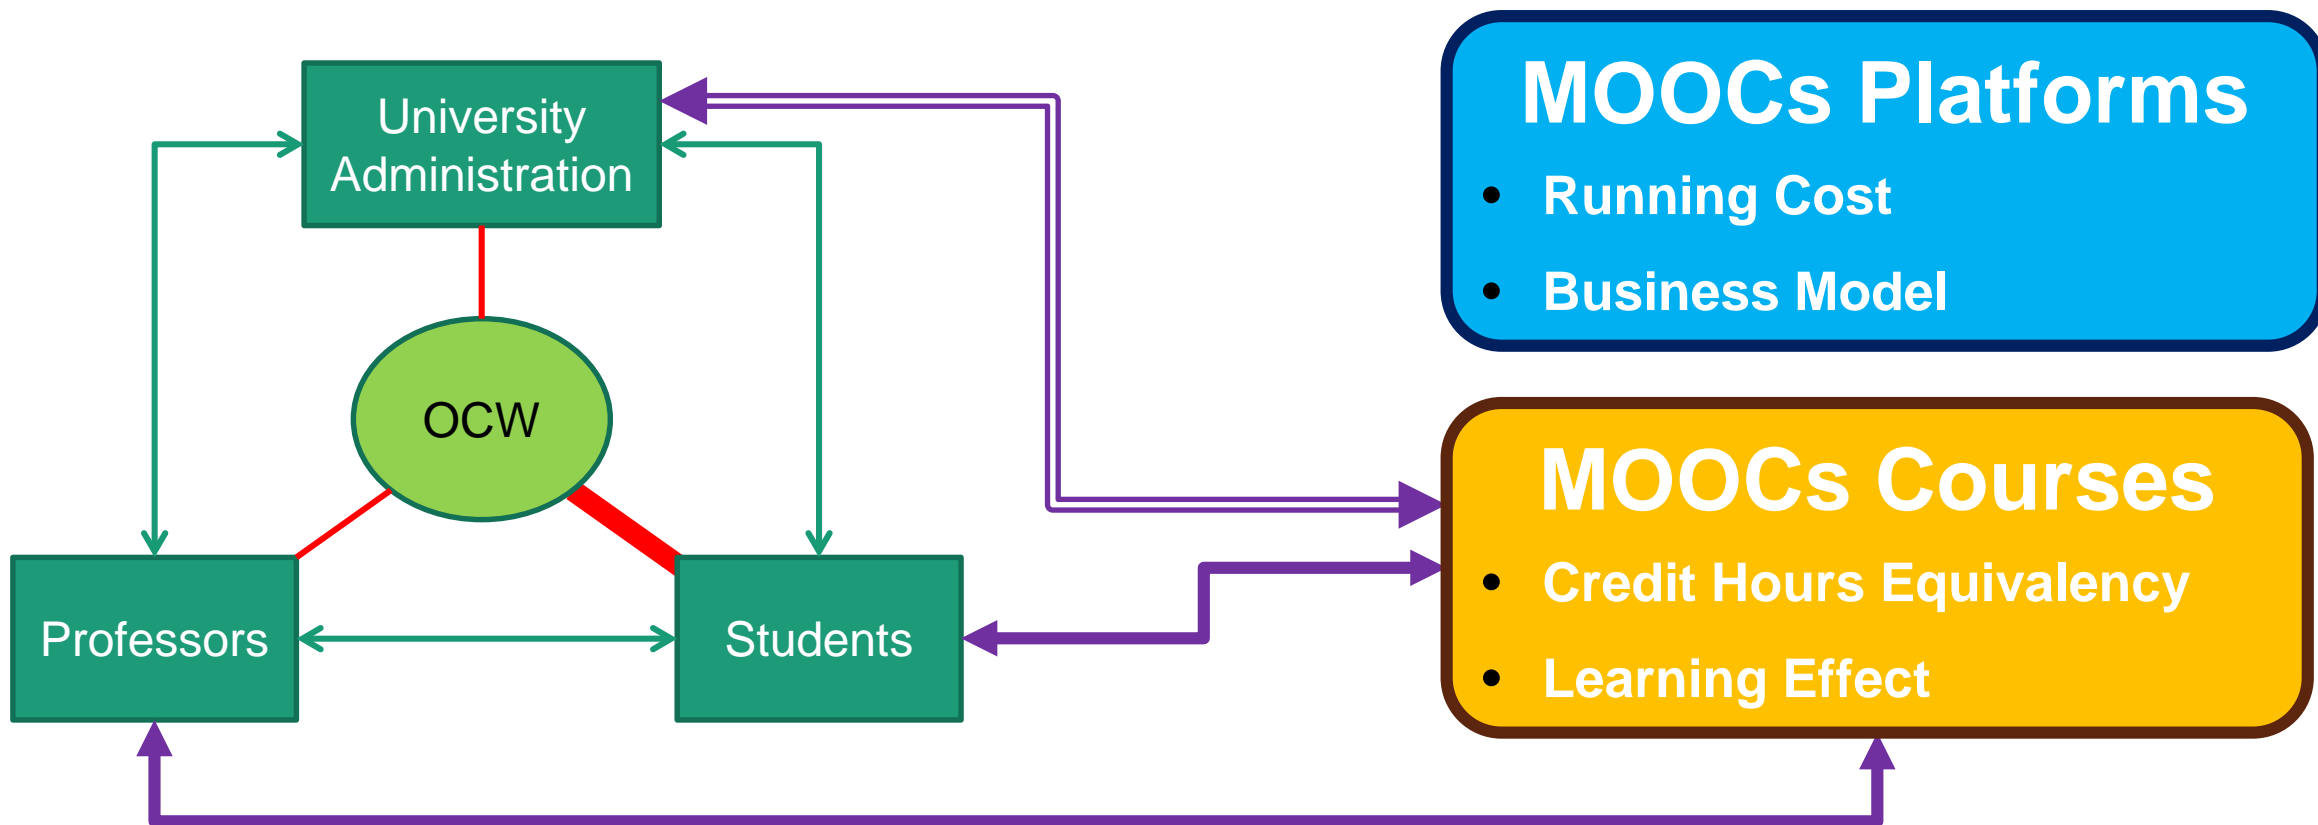 University
Administration
OCW
Professors
Students
MOOCs Platforms
• Running Cost
• Business Model
MOOCs Courses
• Credit Hours Equivalency
• Learning Effect